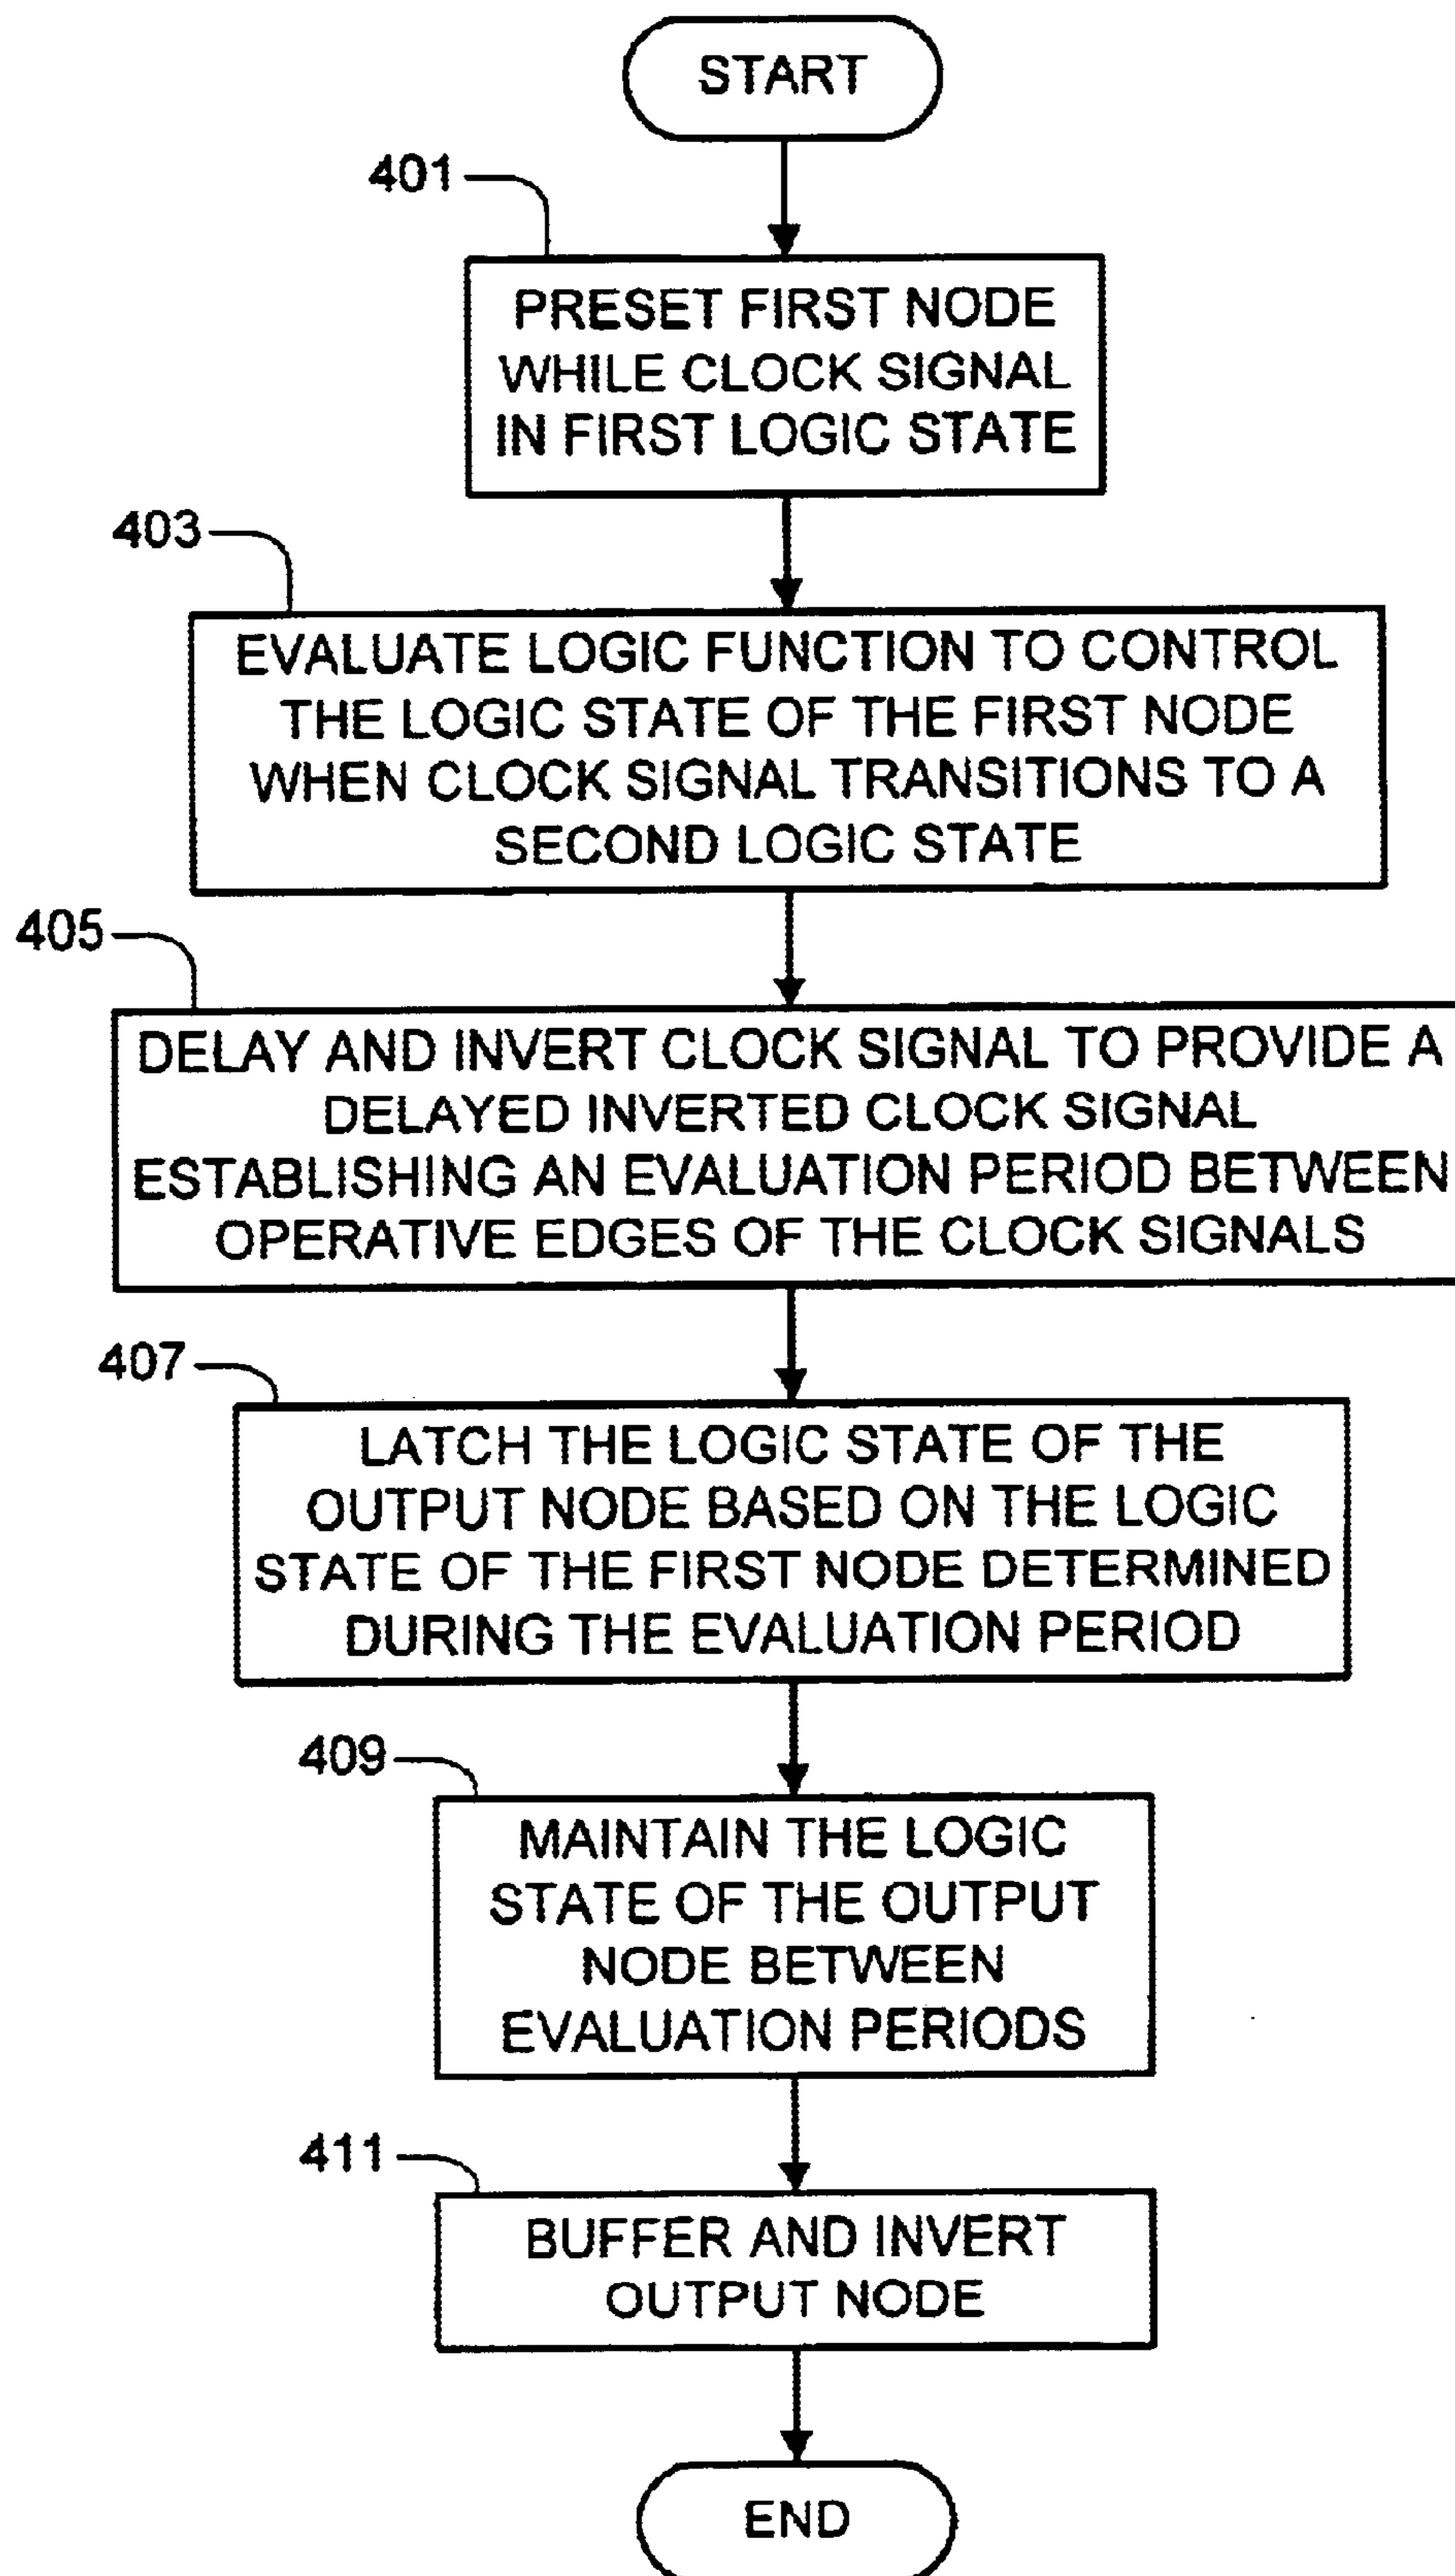 START
401
PRESET FIRST NODE
WHILE CLOCK SIGNAL
IN FIRST LOGIC STATE
403
EVALUATE LOGIC FUNCTION TO CONTROL
THE LOGIC STATE OF THE FIRST NODE
WHEN CLOCK SIGNAL TRANSITIONS TO A
SECOND LOGIC STATE
405
DELAY AND INVERT CLOCK SIGNAL TO PROVIDE A
DELAYED INVERTED CLOCK SIGNAL
ESTABLISHING AN EVALUATION PERIOD BETWEEN
OPERATIVE EDGES OF THE CLOCK SIGNALS
407
LATCH THE LOGIC STATE OF THE
OUTPUT NODE BASED ON THE LOGIC
STATE OF THE FIRST NODE DETERMINED
DURING THE EVALUATION PERIOD
409
MAINTAIN THE LOGIC
STATE OF THE OUTPUT
NODE BETWEEN
EVALUATION PERIODS
411
BUFFER AND INVERT
OUTPUT NODE
END